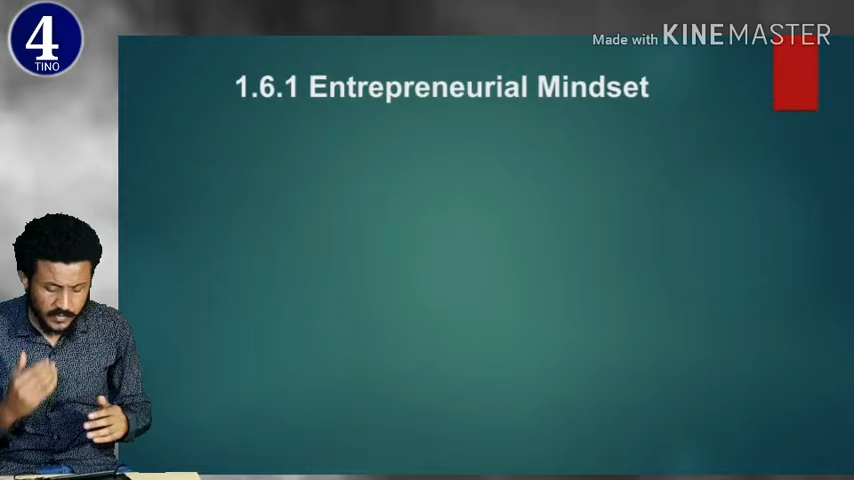 4
TINO
Made with KINEMASTER
1.6.1 Entrepreneurial Mindset